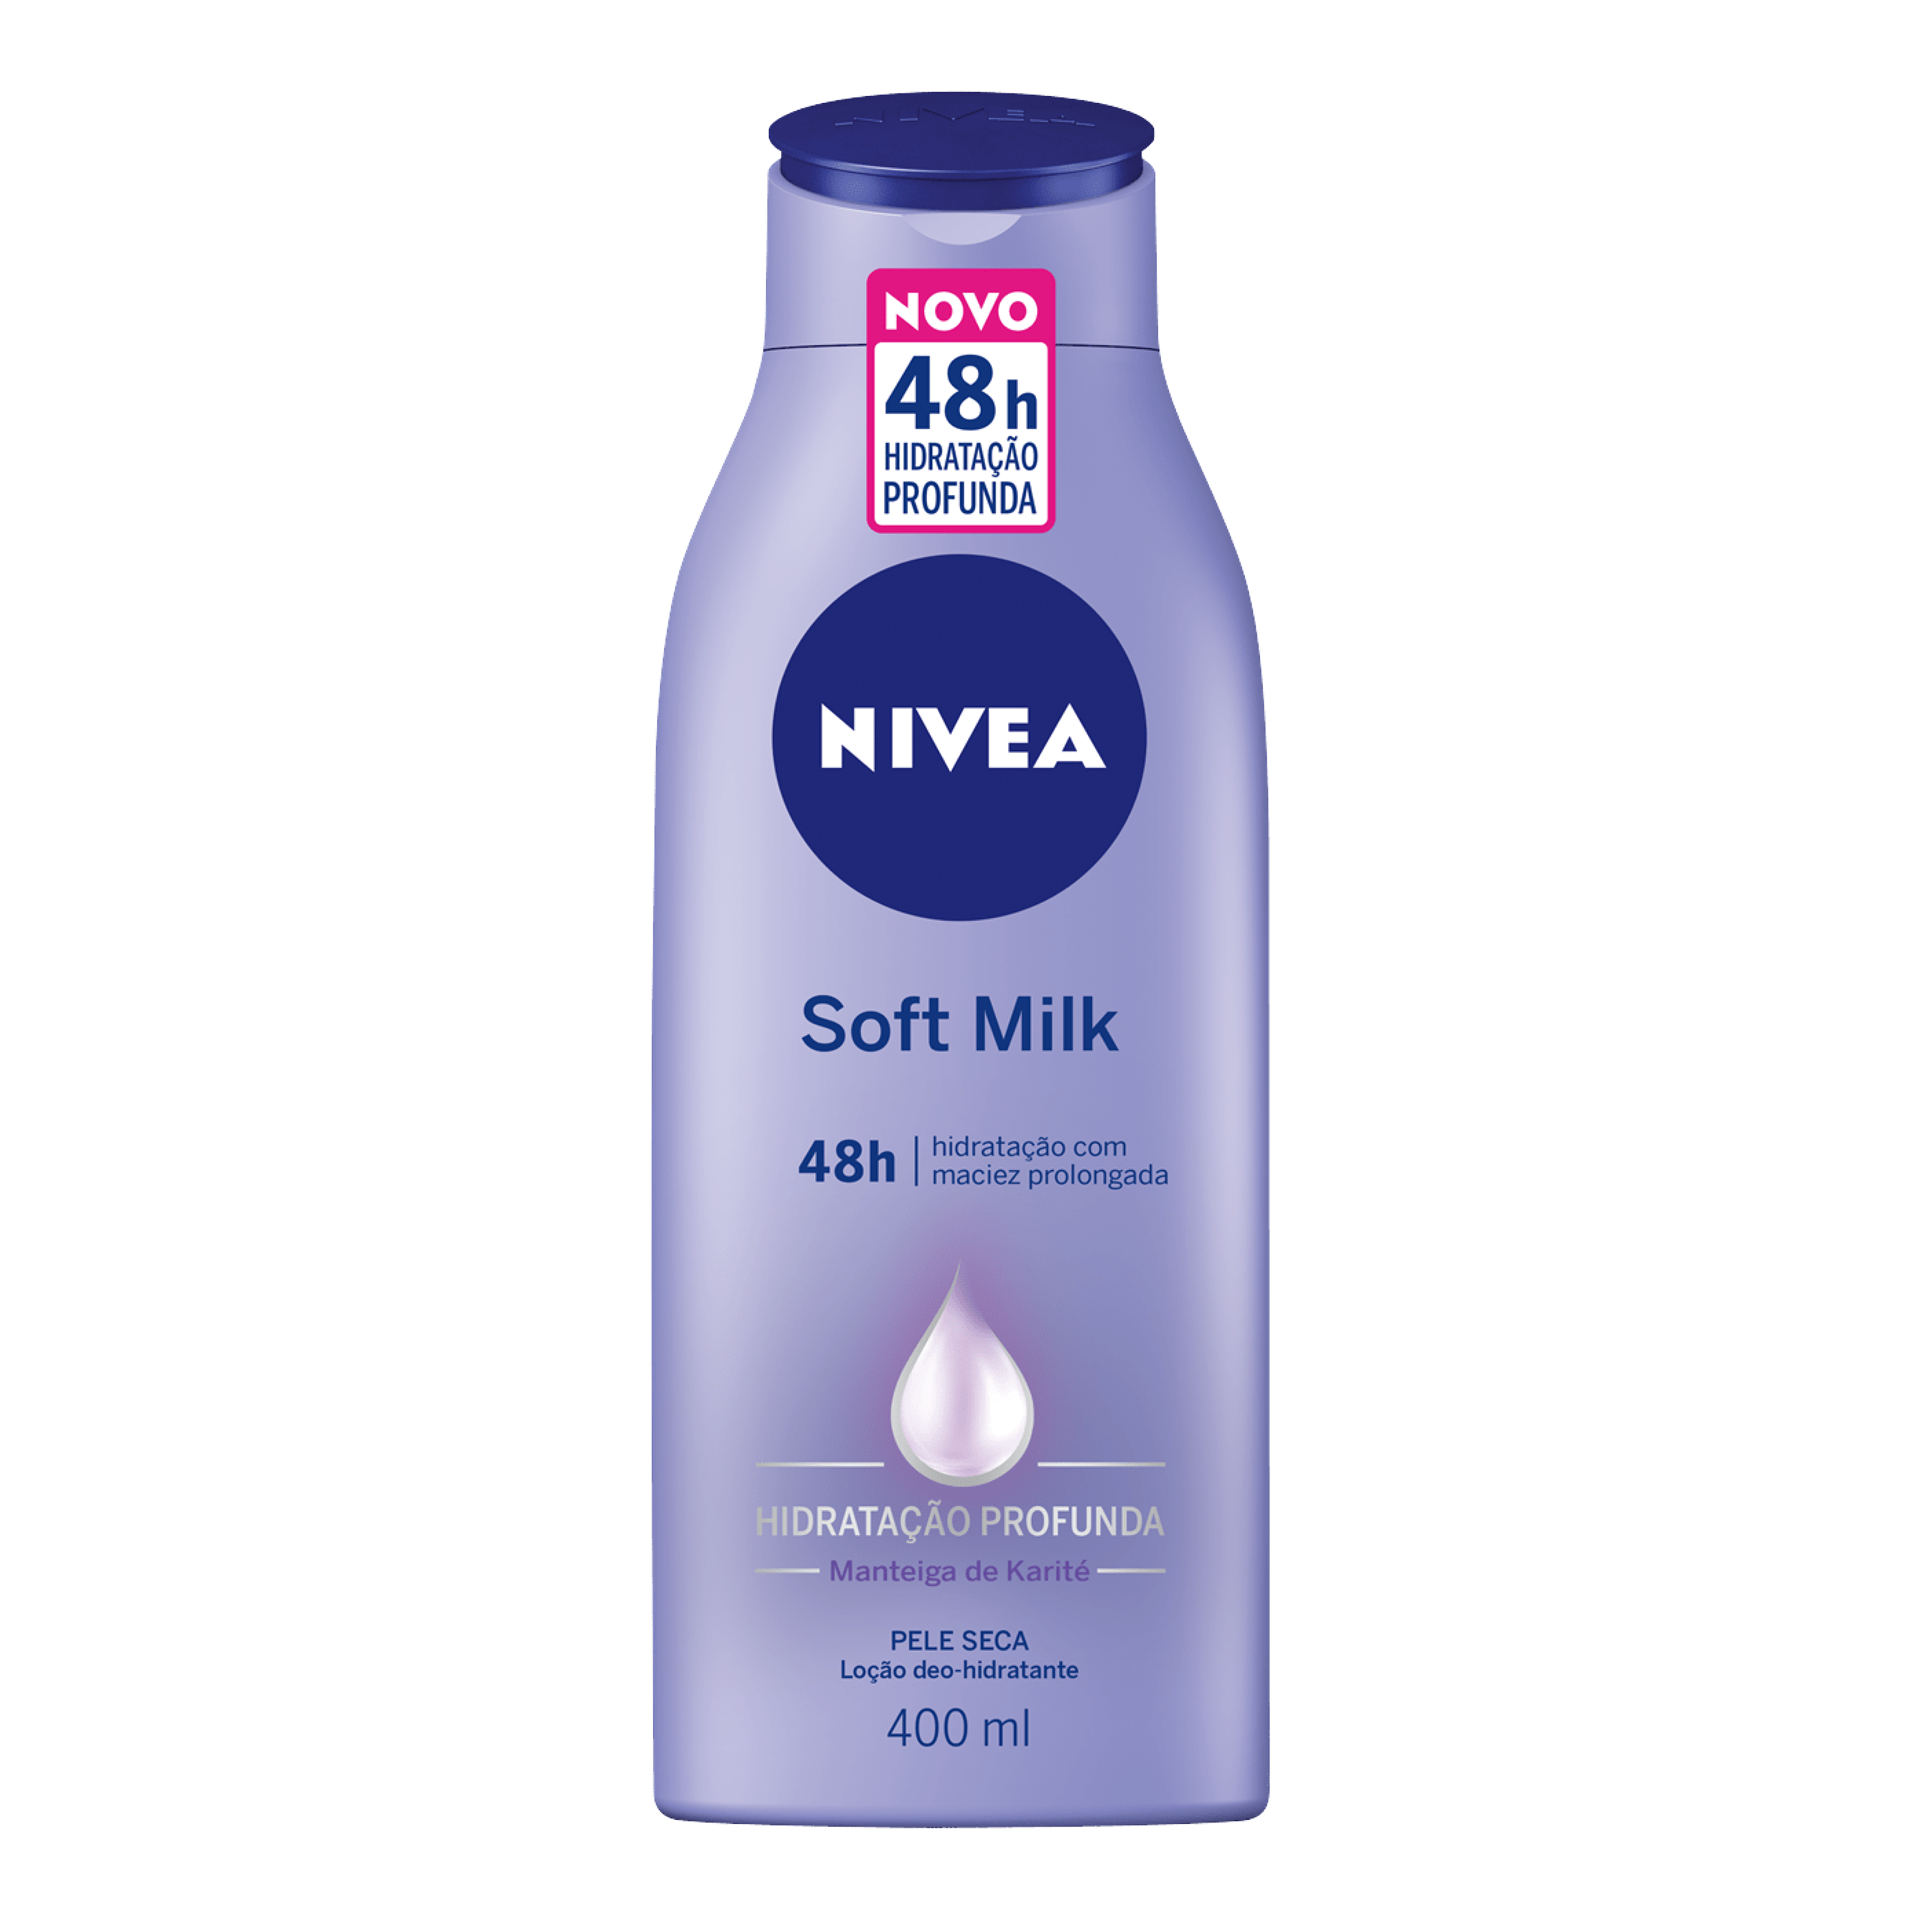 NIVEA
NOVO
48h
HIDRATAÇÃO
PROFUNDA
NIVEA
Soft Milk
48h
hidratação com
maciez prolongada
HIDRATAÇÃO PROFUNDA
Manteiga de Karité
PELE SECA
Loção deo-hidratante
400 ml